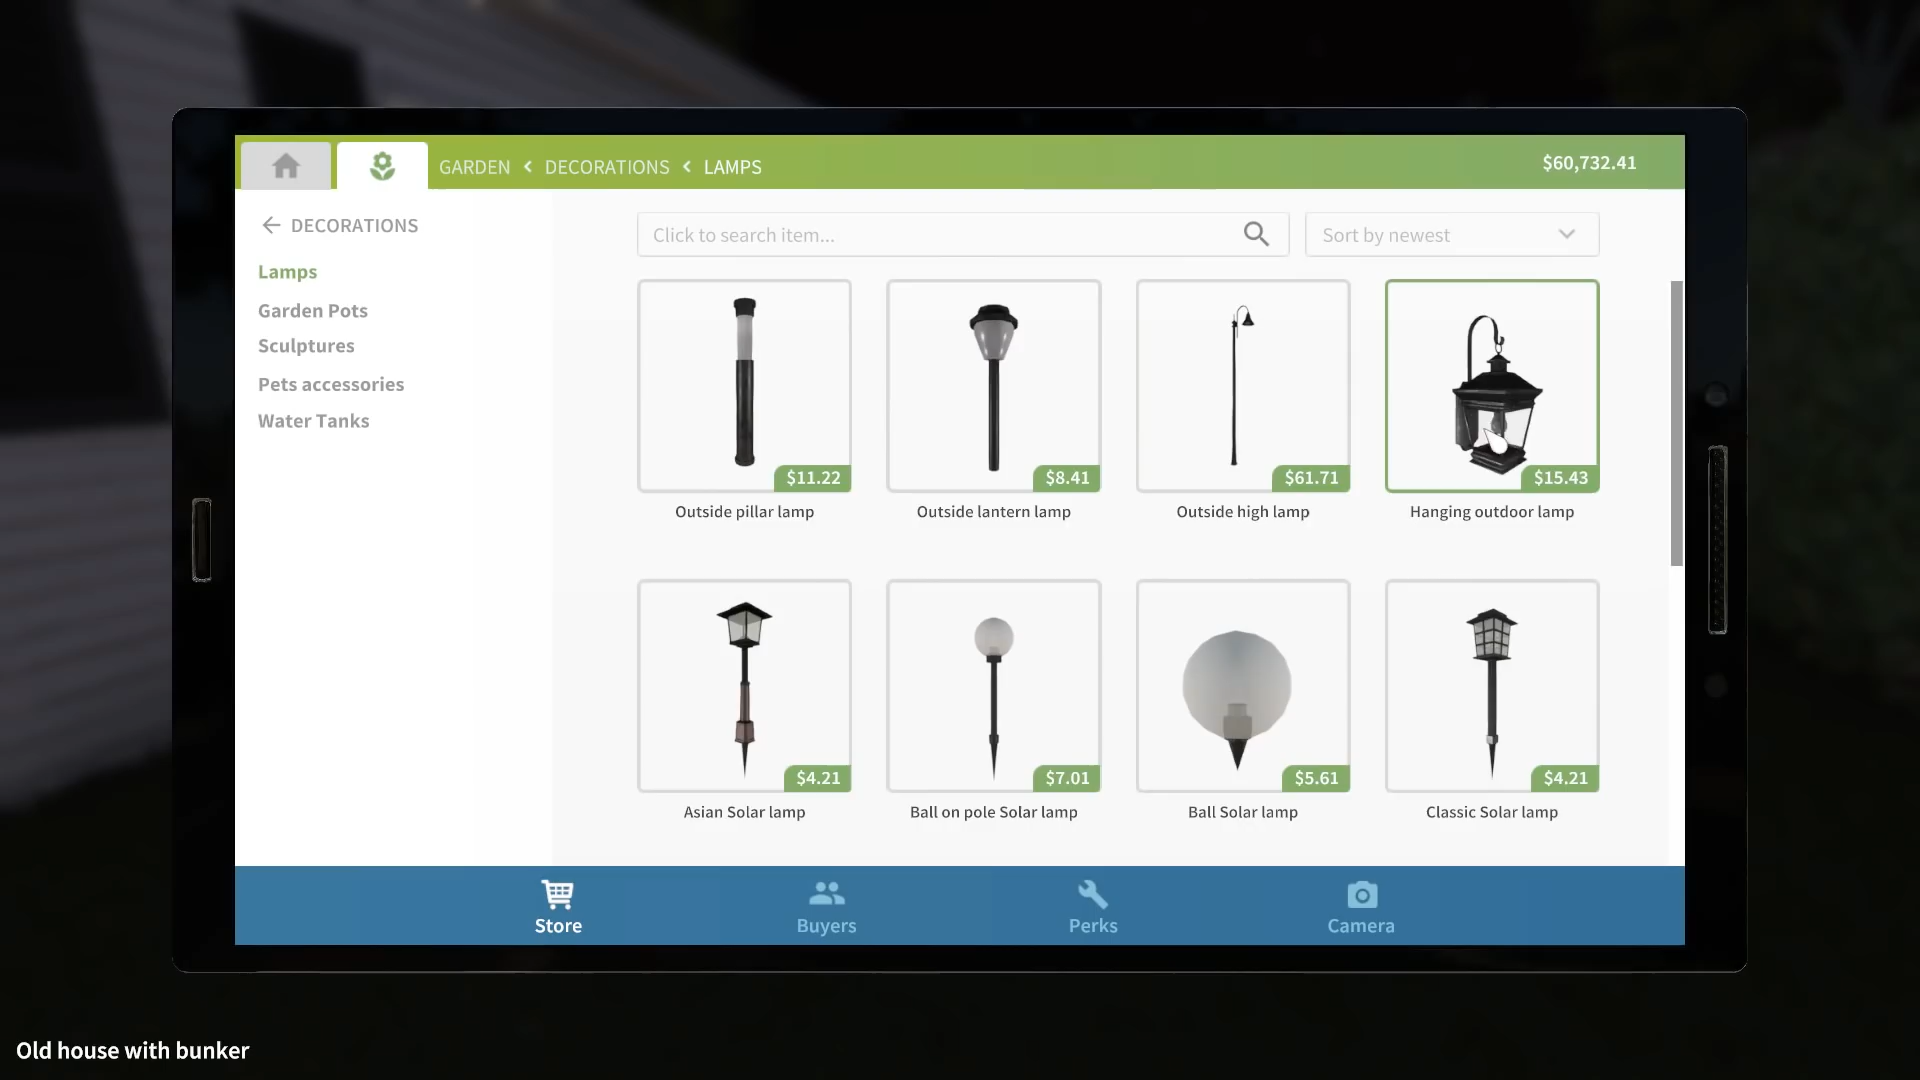 GARDEN < DECORATIONS < LAMPS
$60,732.41
DECORATIONS
Lamps
Garden Pots
Sculptures
Pets accessories
Water Tanks
Click to search item...
Sort by newest
$11.22
$8.41
$61.71
$15.43
Outside pillar lamp
Outside lantern lamp
Outside high lamp
Hanging outdoor lamp
$4.21
$7.01
$5.61
$4.21
Asian Solar lamp
Ball on pole Solar lamp
Ball Solar lamp
Classic Solar lamp
Store
Buyers
Perks
Camera
Old house with bunker